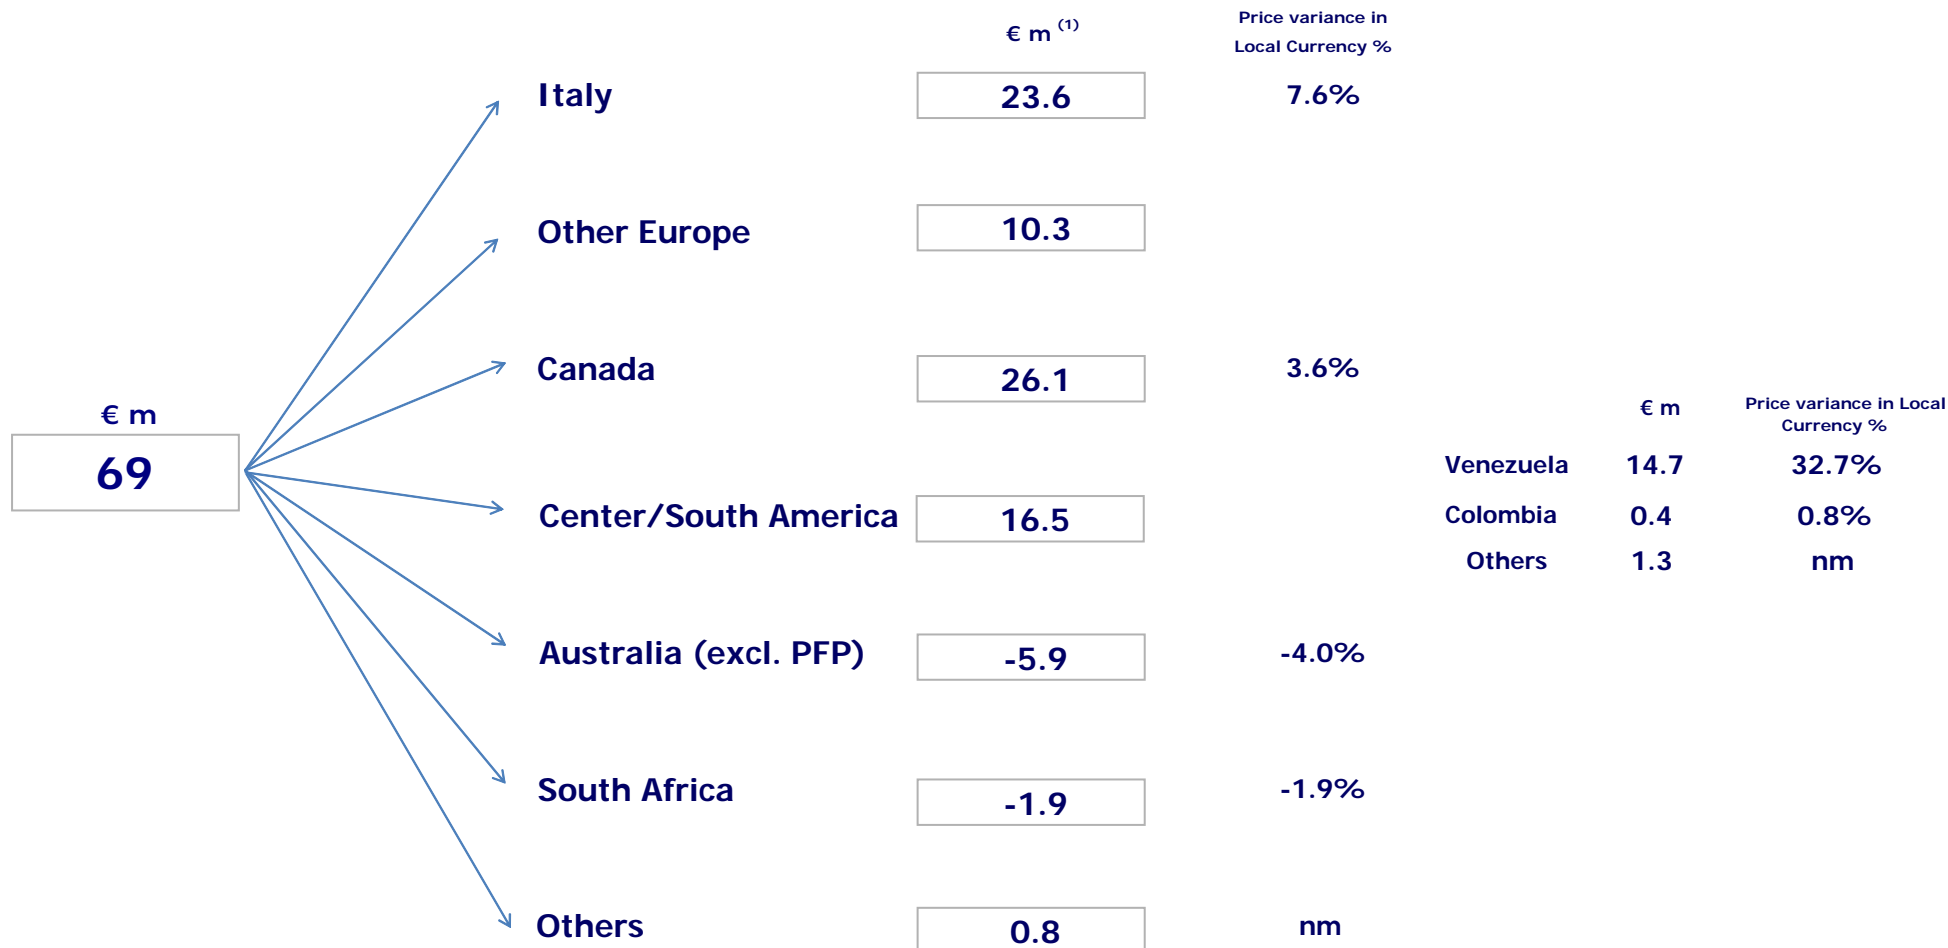 € m (1)
Price variance in
Local Currency %
Italy 23.6 7.6%
Other Europe 10.3
Canada 26.1 3.6%
€ m
69
€ m
Price variance in Local
Currency %
Venezuela 14.7 32.7%
Center/South America 16.5
Colombia 0.4 0.8%
Others 1.3 nm
Australia (excl. PFP) -5.9 -4.0%
South Africa -1.9 -1.9%
Others 0.8 nm